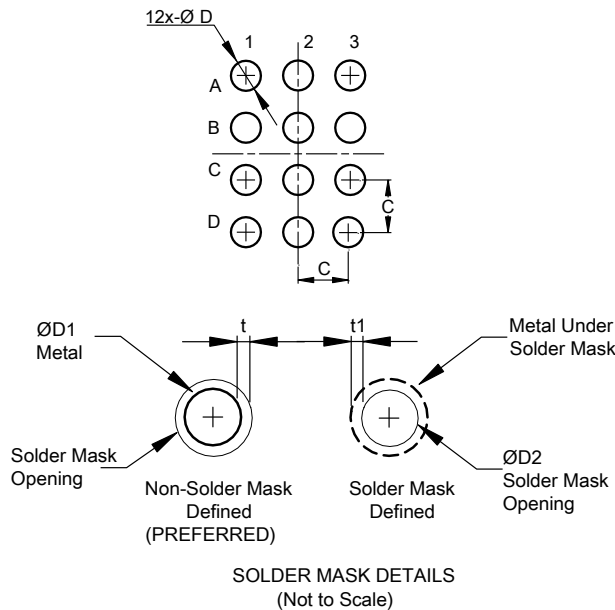 12x-Ø D
1 2 3
A
B
C
C
D
C
ØD1
Metal
t
t1
Metal Under
Solder Mask
Solder Mask
Opening
ØD2
Solder Mask
Opening
Non-Solder Mask
Defined
(PREFERRED)
Solder Mask
Defined
SOLDER MASK DETAILS
(Not to Scale)